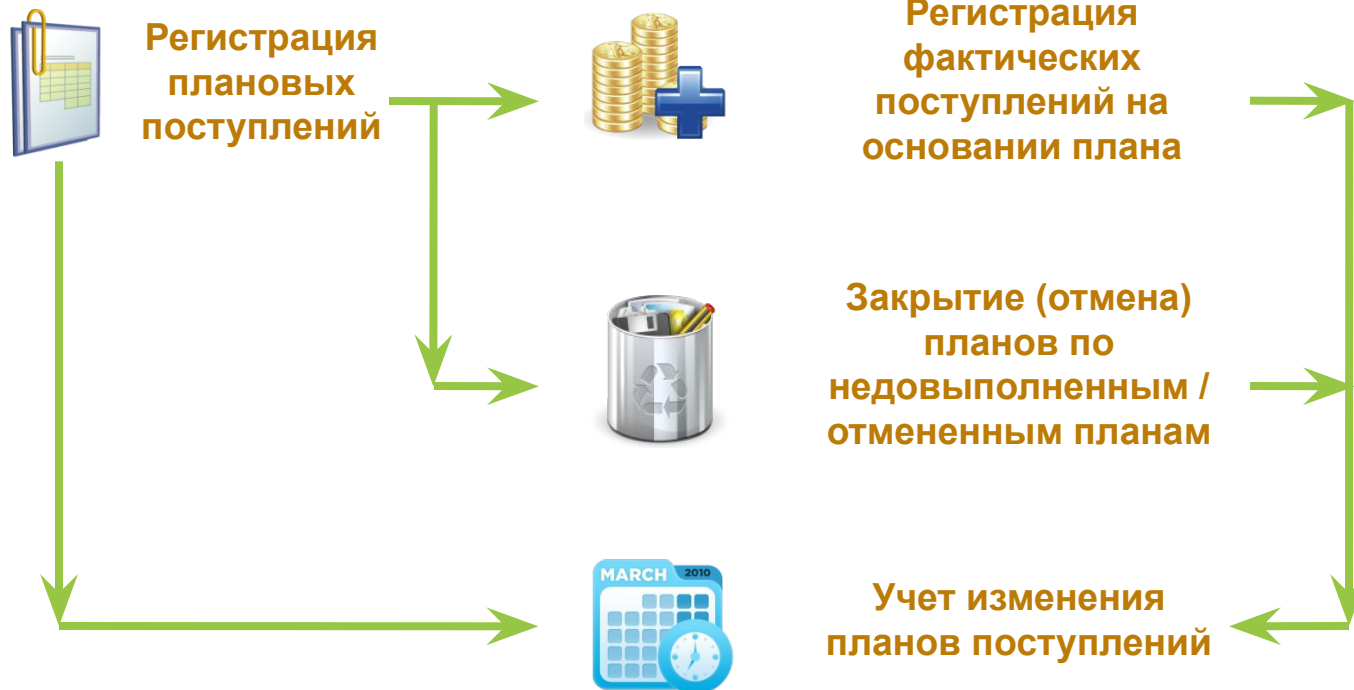 Регистрация
плановых
поступлений
Регистрация
фактических
поступлений на
основании плана
Закрытие (отмена)
планов по
недовыполненным /
отмененным планам
MARCH 2010
Учет изменения
планов поступлений